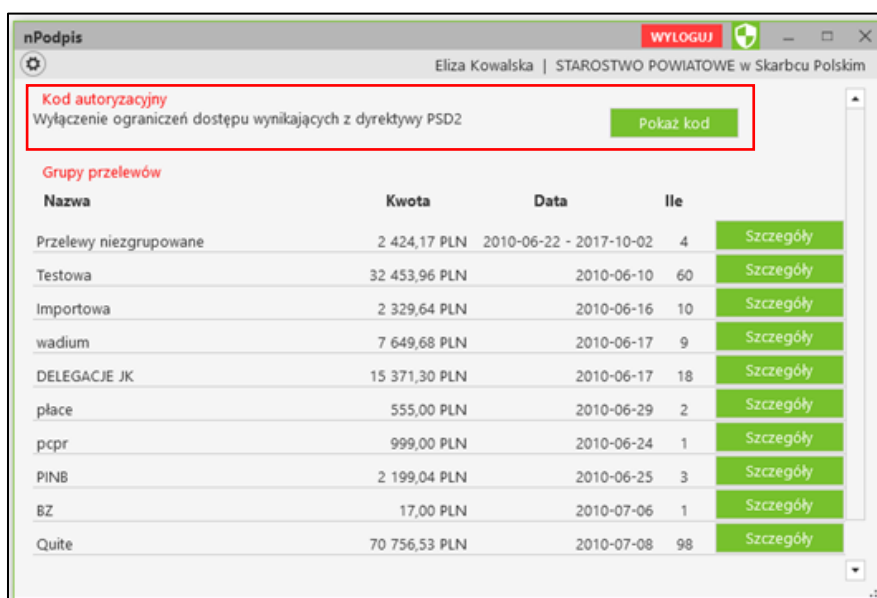 nPodpis WYLOGUJ
Eliza Kowalska | STAROSTWO POWIATOWE w Skarbcu Polskim
Kod autoryzacyjny
Wyłączenie ograniczeń dostępu wynikających z dyrektywy PSD2 Pokaż kod
Grupy przelewów
Nazwa Kwota Data Ile
Przelewy niezgrupowane 2 424,17 PLN 2010-06-22 - 2017-10-02 4 Szczegóły
Testowa 32 453,96 PLN 2010-06-10 60 Szczegóły
Importowa 2 329,64 PLN 2010-06-16 10 Szczegóły
wadium 7 649,68 PLN 2010-06-17 9 Szczegóły
DELEGACJE JK 15 371,30 PLN 2010-06-17 18 Szczegóły
płace 555,00 PLN 2010-06-29 2 Szczegóły
pcpr 999,00 PLN 2010-06-24 1 Szczegóły
PINB 2 199,04 PLN 2010-06-25 3 Szczegóły
BZ 17,00 PLN 2010-07-06 1 Szczegóły
Quite 70 756,53 PLN 2010-07-08 98 Szczegóły